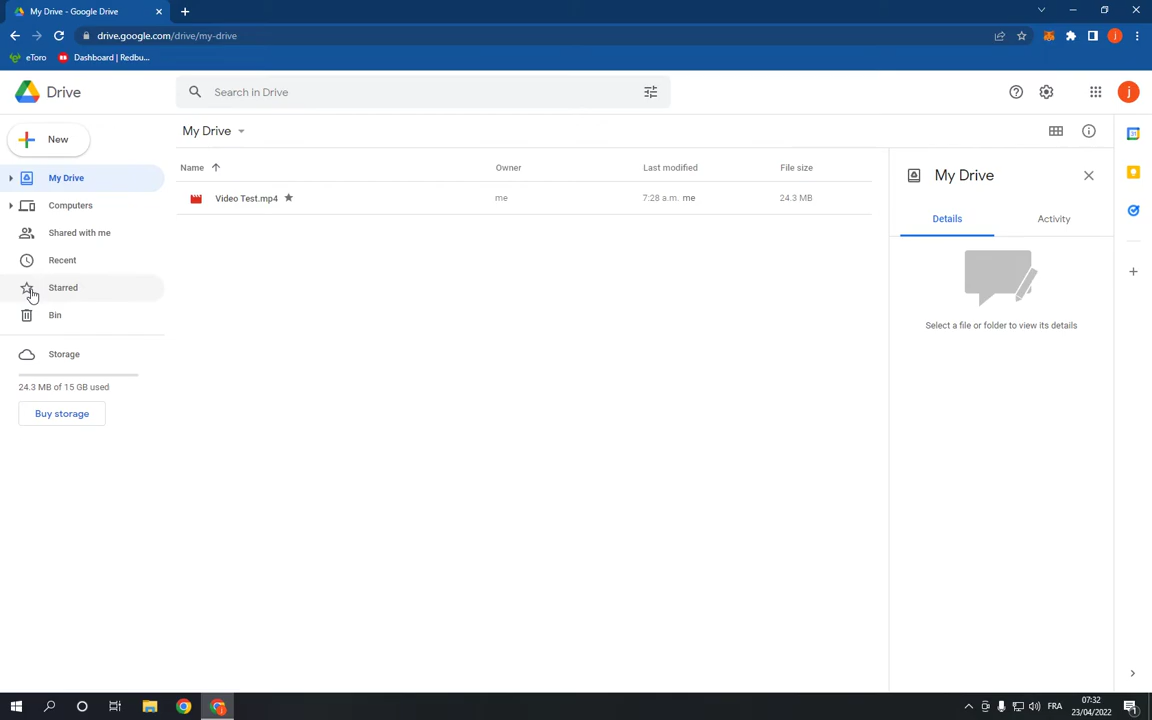 My Drive - Google Drive
drive.google.com/drive/my-drive
eToro
Dashboard | Redbu...
Drive
Search in Drive
j
j
New
My Drive
Name
Owner
Last modified
File size
My Drive
Computers
Shared with me
Recent
Starred
Bin
Storage
24.3 MB of 15 GB used
Buy storage
Video Test.mp4
me
7:28 a.m. me
24.3 MB
My Drive
Details
Activity
Select a file or folder to view its details
31
FRA
07:32
23/04/2022
1